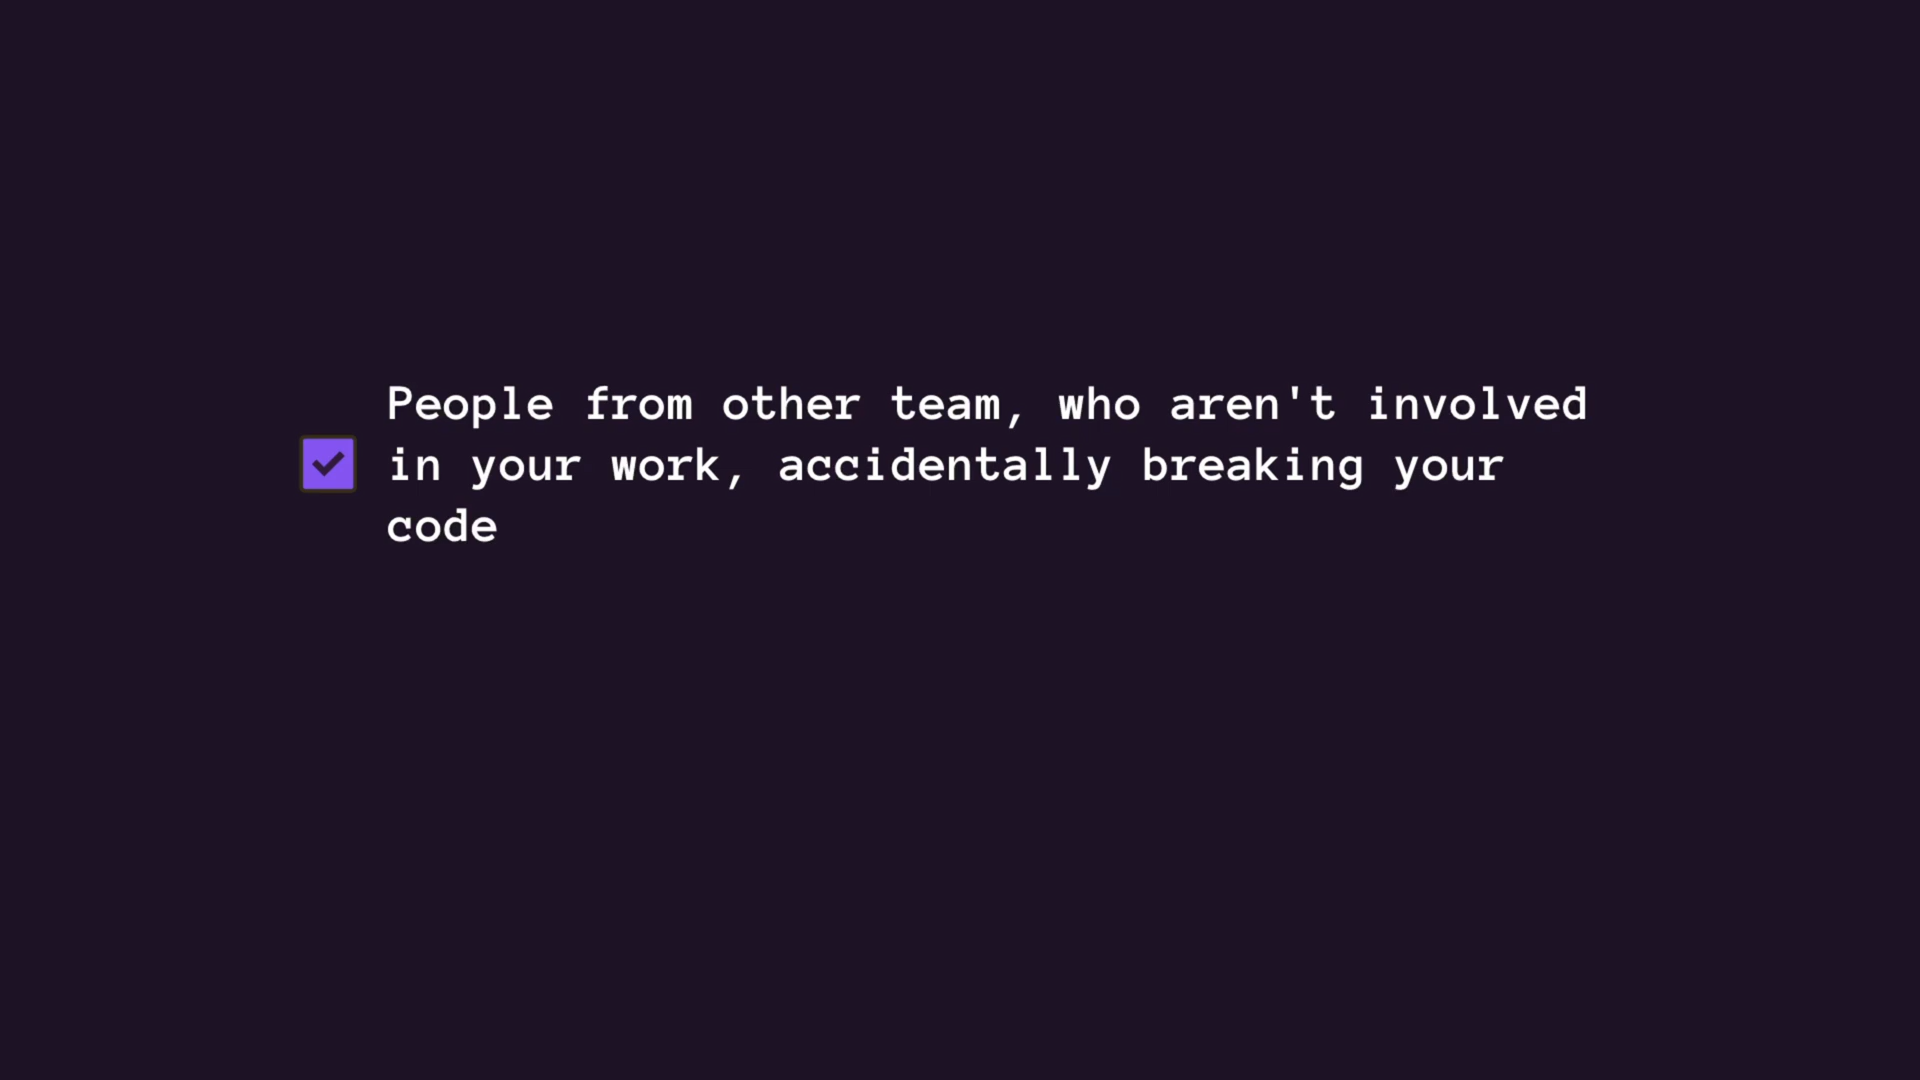 People from other team, who aren't involved
in your work, accidentally breaking your
code